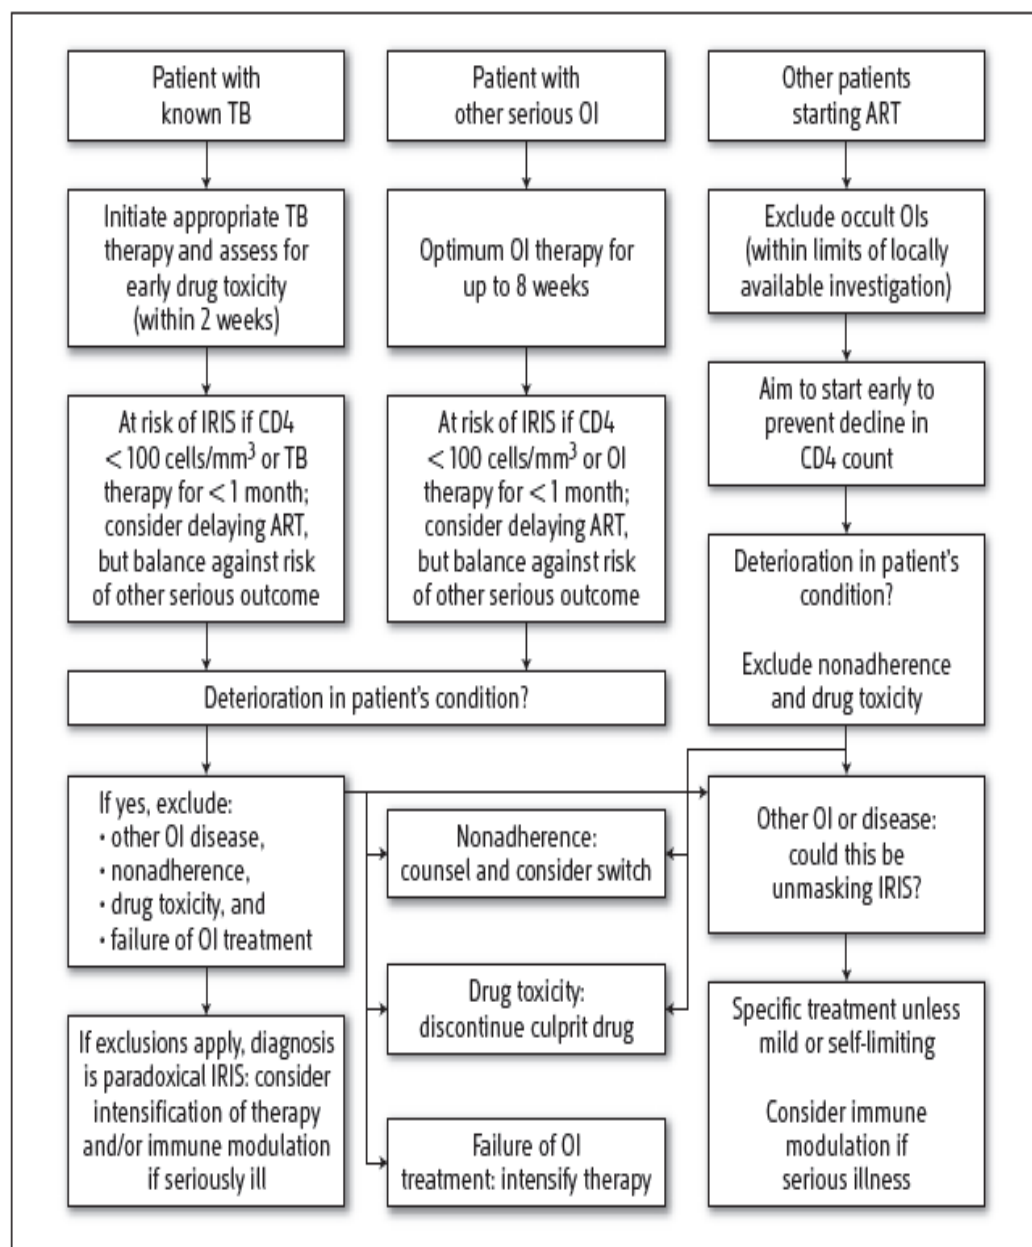 Patient with
known TB
Patient with
other serious OI
Other patients
starting ART
Initiate appropriate TB
therapy and assess for
early drug toxicity
(within 2 weeks)
Optimum OI therapy for
up to 8 weeks
Exclude occult OIs
(within limits of locally
available investigation)
Aim to start early to
prevent decline in
CD4 count
At risk of IRIS if CD4
< 100 cells/mm³ or TB
therapy for < 1 month;
consider delaying ART,
but balance against risk
of other serious outcome
At risk of IRIS if CD4
< 100 cells/mm³ or OI
therapy for < 1 month;
consider delaying ART,
but balance against risk
of other serious outcome
Deterioration in patient's
condition?
Exclude nonadherence
and drug toxicity
Deterioration in patient's condition?
If yes, exclude:
• other OI disease,
• nonadherence,
• drug toxicity, and
• failure of OI treatment
Nonadherence:
counsel and consider switch
Other OI or disease:
could this be
unmasking IRIS?
Drug toxicity:
discontinue culprit drug
If exclusions apply, diagnosis
is paradoxical IRIS: consider
intensification of therapy
and/or immune modulation
if seriously ill
Failure of OI
treatment: intensify therapy
Specific treatment unless
mild or self-limiting
Consider immune
modulation if
serious illness